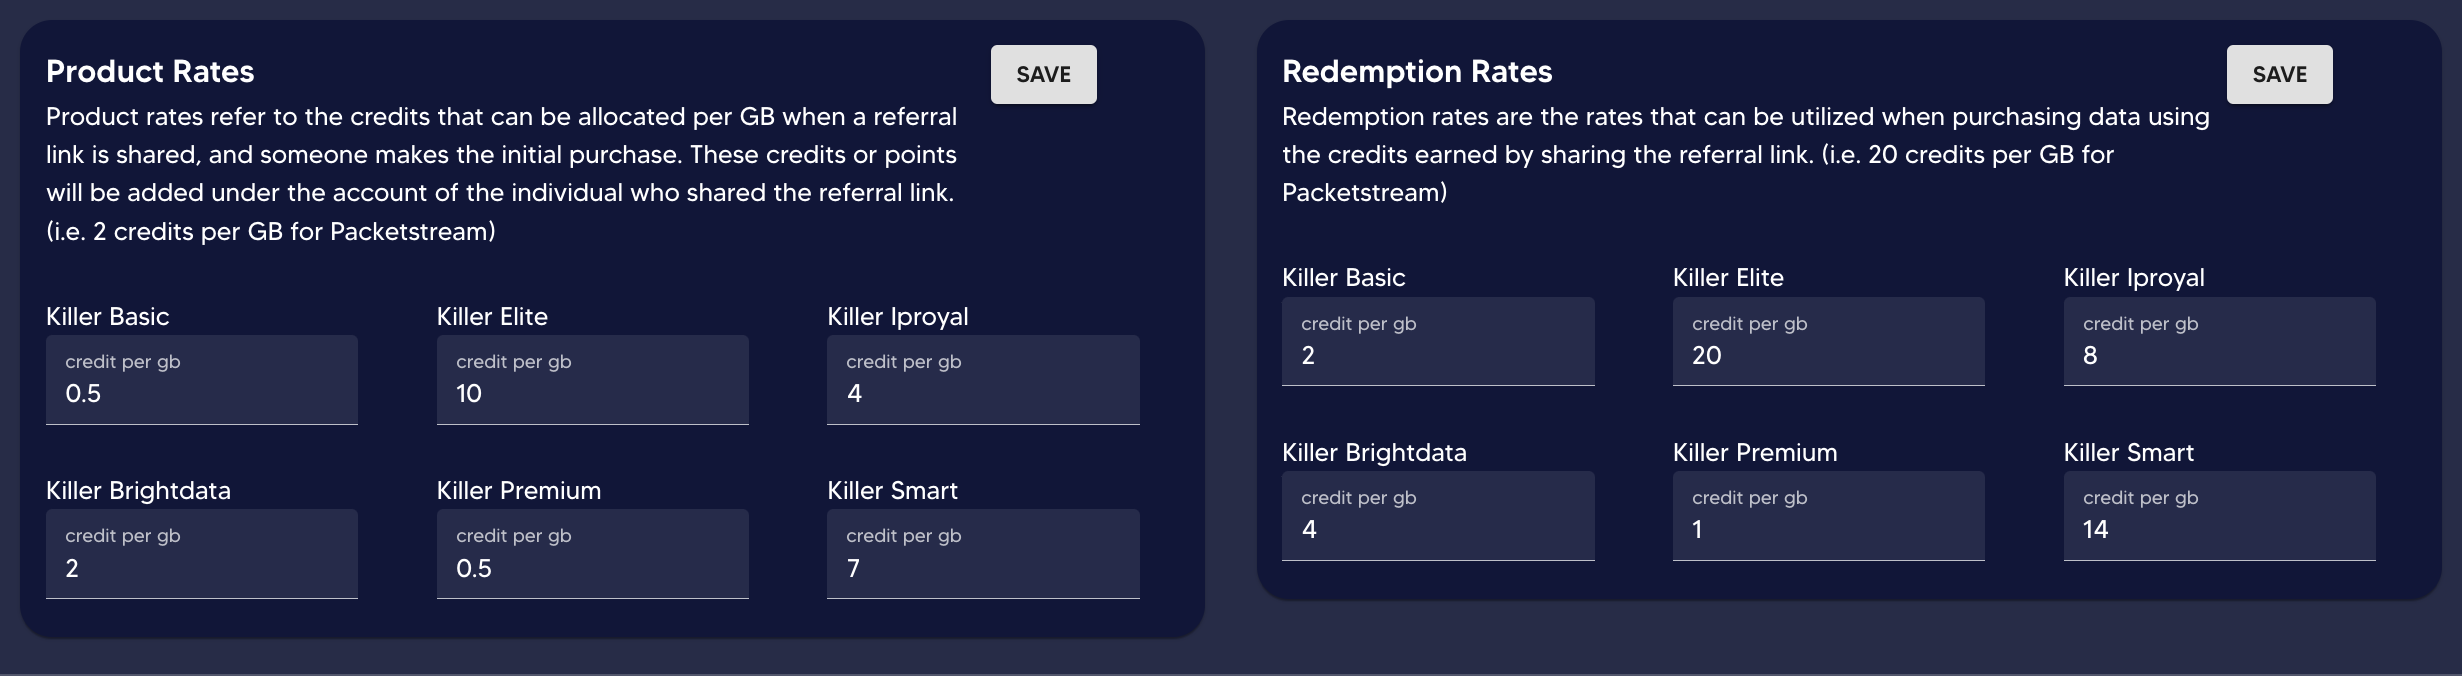 Product Rates
SAVE
Product rates refer to the credits that can be allocated per GB when a referral
link is shared, and someone makes the initial purchase. These credits or points
will be added under the account of the individual who shared the referral link.
(i.e. 2 credits per GB for Packetstream)
Killer Basic
credit per gb
0.5
Killer Elite
credit per gb
10
Killer Iproyal
credit per gb
4
Killer Brightdata
credit per gb
2
Killer Premium
credit per gb
0.5
Killer Smart
credit per gb
7
Redemption Rates
SAVE
Redemption rates are the rates that can be utilized when purchasing data using
the credits earned by sharing the referral link. (i.e. 20 credits per GB for
Packetstream)
Killer Basic
credit per gb
2
Killer Elite
credit per gb
20
Killer Iproyal
credit per gb
8
Killer Brightdata
credit per gb
4
Killer Premium
credit per gb
1
Killer Smart
credit per gb
14